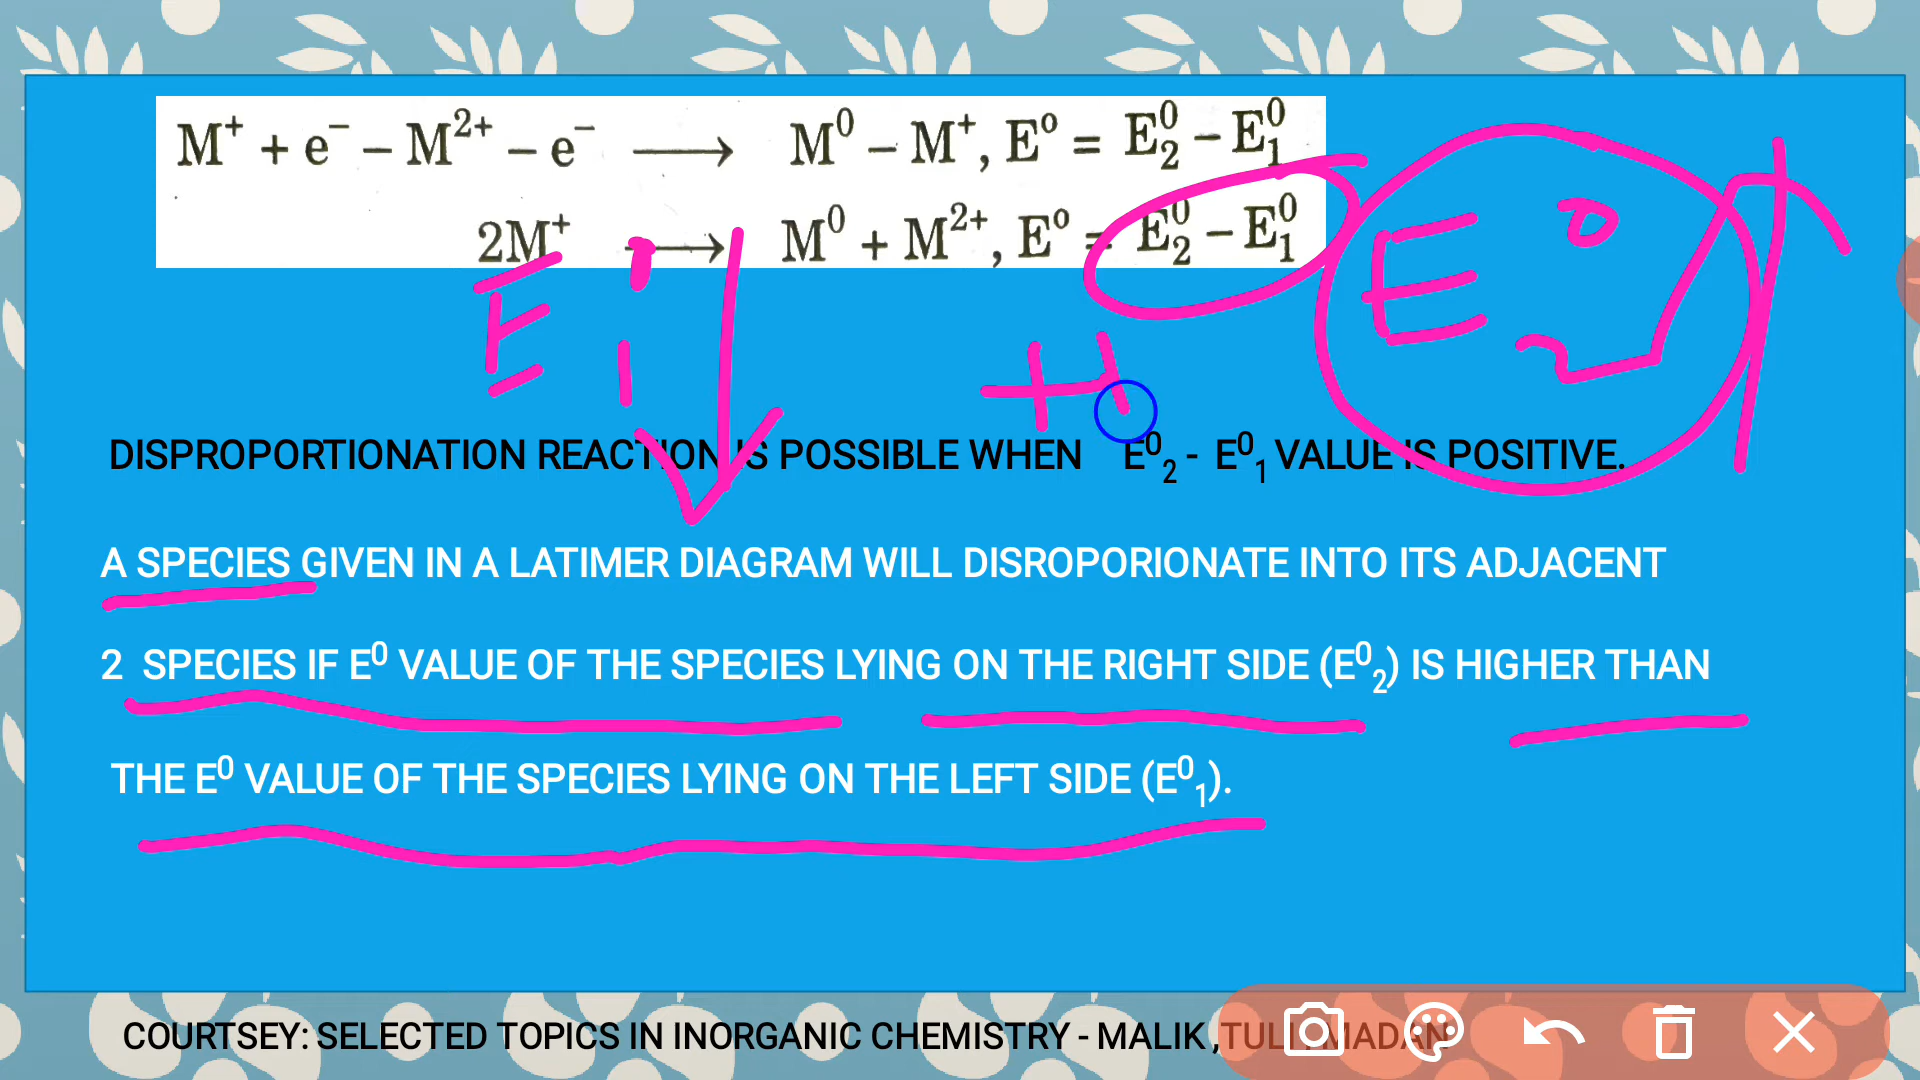 M⁺ + e⁻ – M²⁺ – e⁻ ⟶ M⁰ – M⁺, E⁰ = E⁰₂ – E⁰₁
2M⁺ ⟶ M⁰ + M²⁺, E⁰ = E⁰₂ – E⁰₁
DISPROPORTIONATION REACTION IS POSSIBLE WHEN E⁰₂ - E⁰₁ VALUE IS POSITIVE.
A SPECIES GIVEN IN A LATIMER DIAGRAM WILL DISROPORIONATE INTO ITS ADJACENT
2 SPECIES IF E⁰ VALUE OF THE SPECIES LYING ON THE RIGHT SIDE (E⁰₂) IS HIGHER THAN
THE E⁰ VALUE OF THE SPECIES LYING ON THE LEFT SIDE (E⁰₁).
COURTSEY: SELECTED TOPICS IN INORGANIC CHEMISTRY - MALIK ,TULI , MADAN